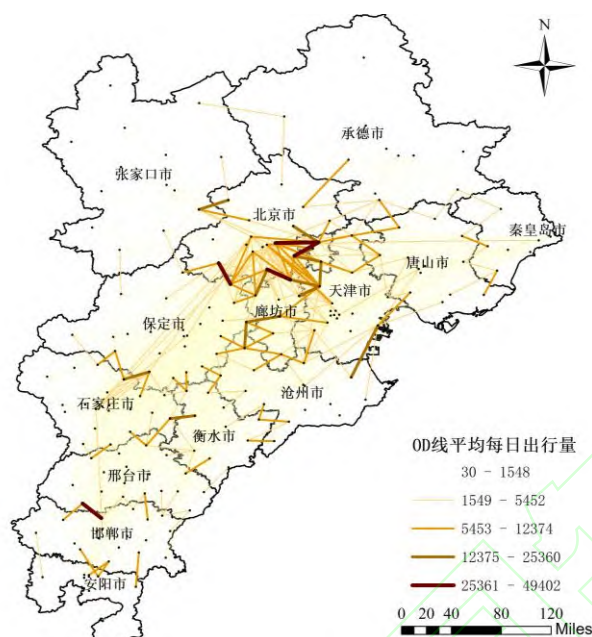 N
承德市
张家口市
北京市
秦皇岛市
唐山市
天津市
廊坊市
保定市
沧州市
石家庄市
衡水市
邢台市
邯郸市
安阳市
OD线平均每日出行量
30 - 1548
1549 - 5452
5453 - 12374
12375 - 25360
25361 - 49402
0 20 40 80 120
Miles